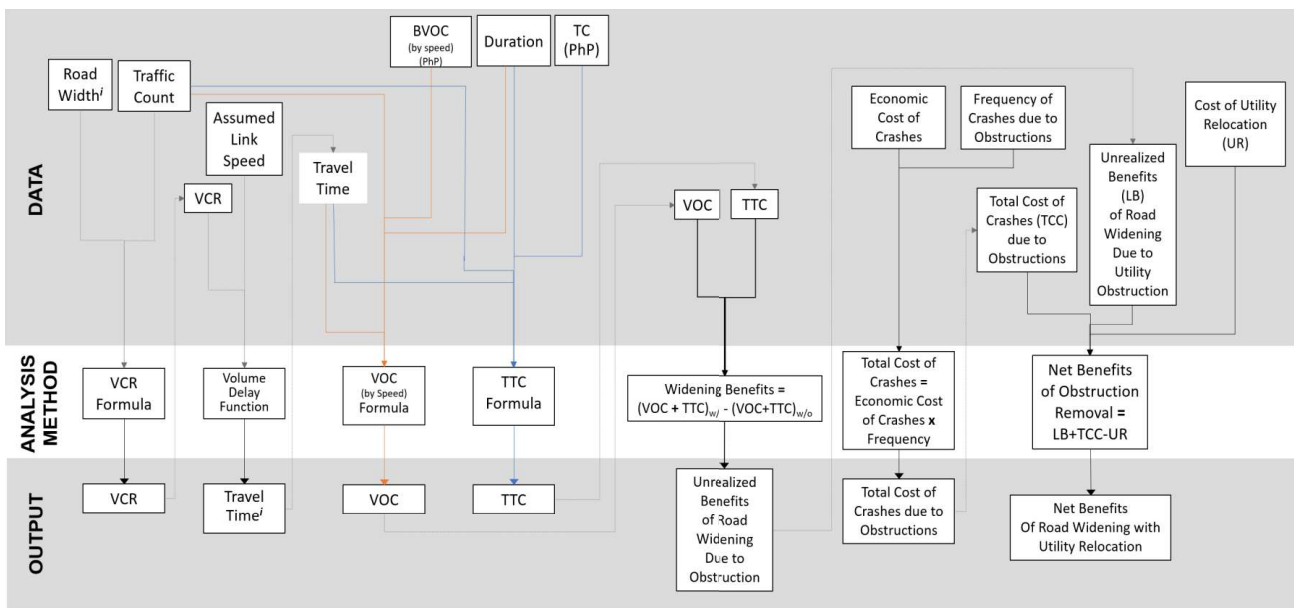 DATA
Road
Widthⁱ
Traffic
Count
Assumed
Link
Speed
VCR
Travel
Time
BVOC
(by speed)
(PhP)
Duration
TC
(PhP)
VOC
TTC
Economic
Cost of
Crashes
Frequency of
Crashes due to
Obstructions
Total Cost of
Crashes (TCC)
due to
Obstructions
Unrealized
Benefits
(LB)
of Road
Widening
Due to
Utility
Obstruction
Cost of Utility
Relocation
(UR)
ANALYSIS
METHOD
VCR
Formula
Volume
Delay
Function
VOC
(by Speed)
Formula
TTC
Formula
Widening Benefits =
(VOC + TTC)w/ - (VOC+TTC)w/o
Total Cost of
Crashes =
Economic Cost
of Crashes x
Frequency
Net Benefits
of Obstruction
Removal =
LB+TCC-UR
OUTPUT
VCR
Travel
Timeⁱ
VOC
TTC
Unrealized
Benefits
of Road
Widening
Due to
Obstruction
Total Cost of
Crashes due to
Obstructions
Net Benefits
Of Road Widening with
Utility Relocation